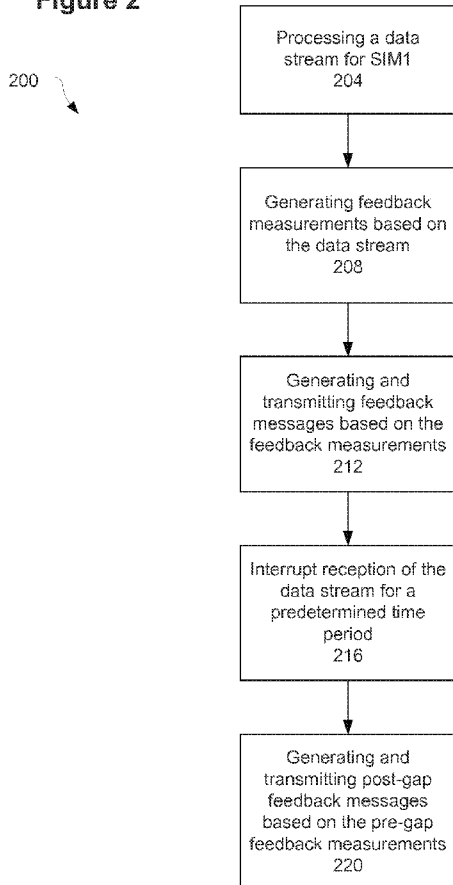 Figure 2
200
Processing a data
stream for SIM1
204
Generating feedback
measurements based on
the data stream
208
Generating and
transmitting feedback
messages based on the
feedback measurements
212
Interrupt reception of the
data stream for a
predetermined time
period
216
Generating and
transmitting post-gap
feedback messages
based on the pre-gap
feedback measurements
220